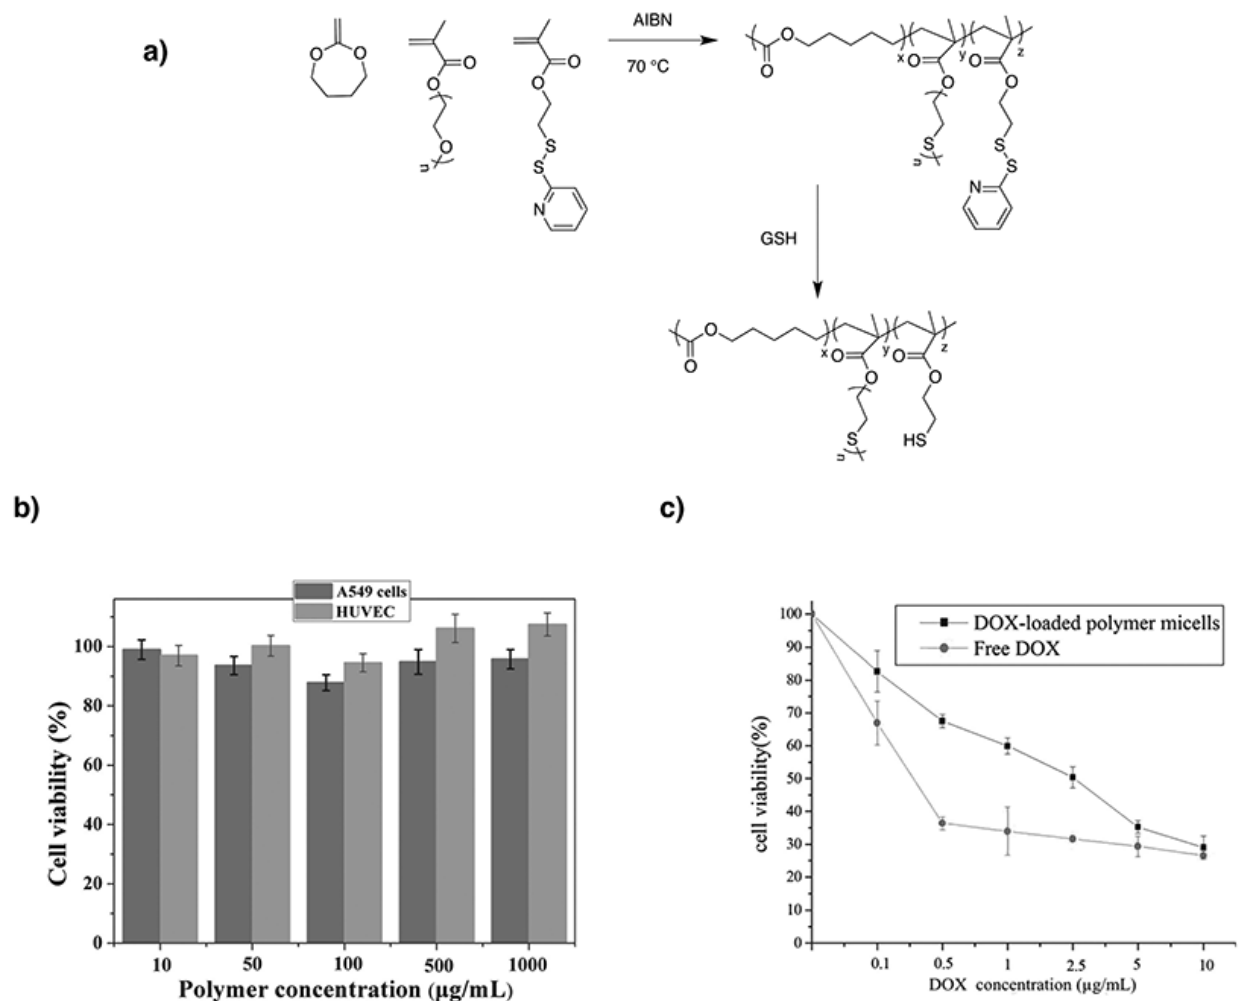 a)
AIBN
70 °C
O O
O
O
O
n
O
O
S
S
N
O
O
x
y
z
O
O
O
O
S
n
S
S
N
GSH
O
O
x
y
z
O
O
O
O
S
n
HS
b)
A549 cells
HUVEC
Cell viability (%)
100
80
60
40
20
0
10 50 100 500 1000
Polymer concentration (μg/mL)
c)
DOX-loaded polymer micells
Free DOX
cell viability(%)
100
90
80
70
60
50
40
30
20
10
0
0.1 0.5 1 2.5 5 10
DOX concentration (μg/mL)